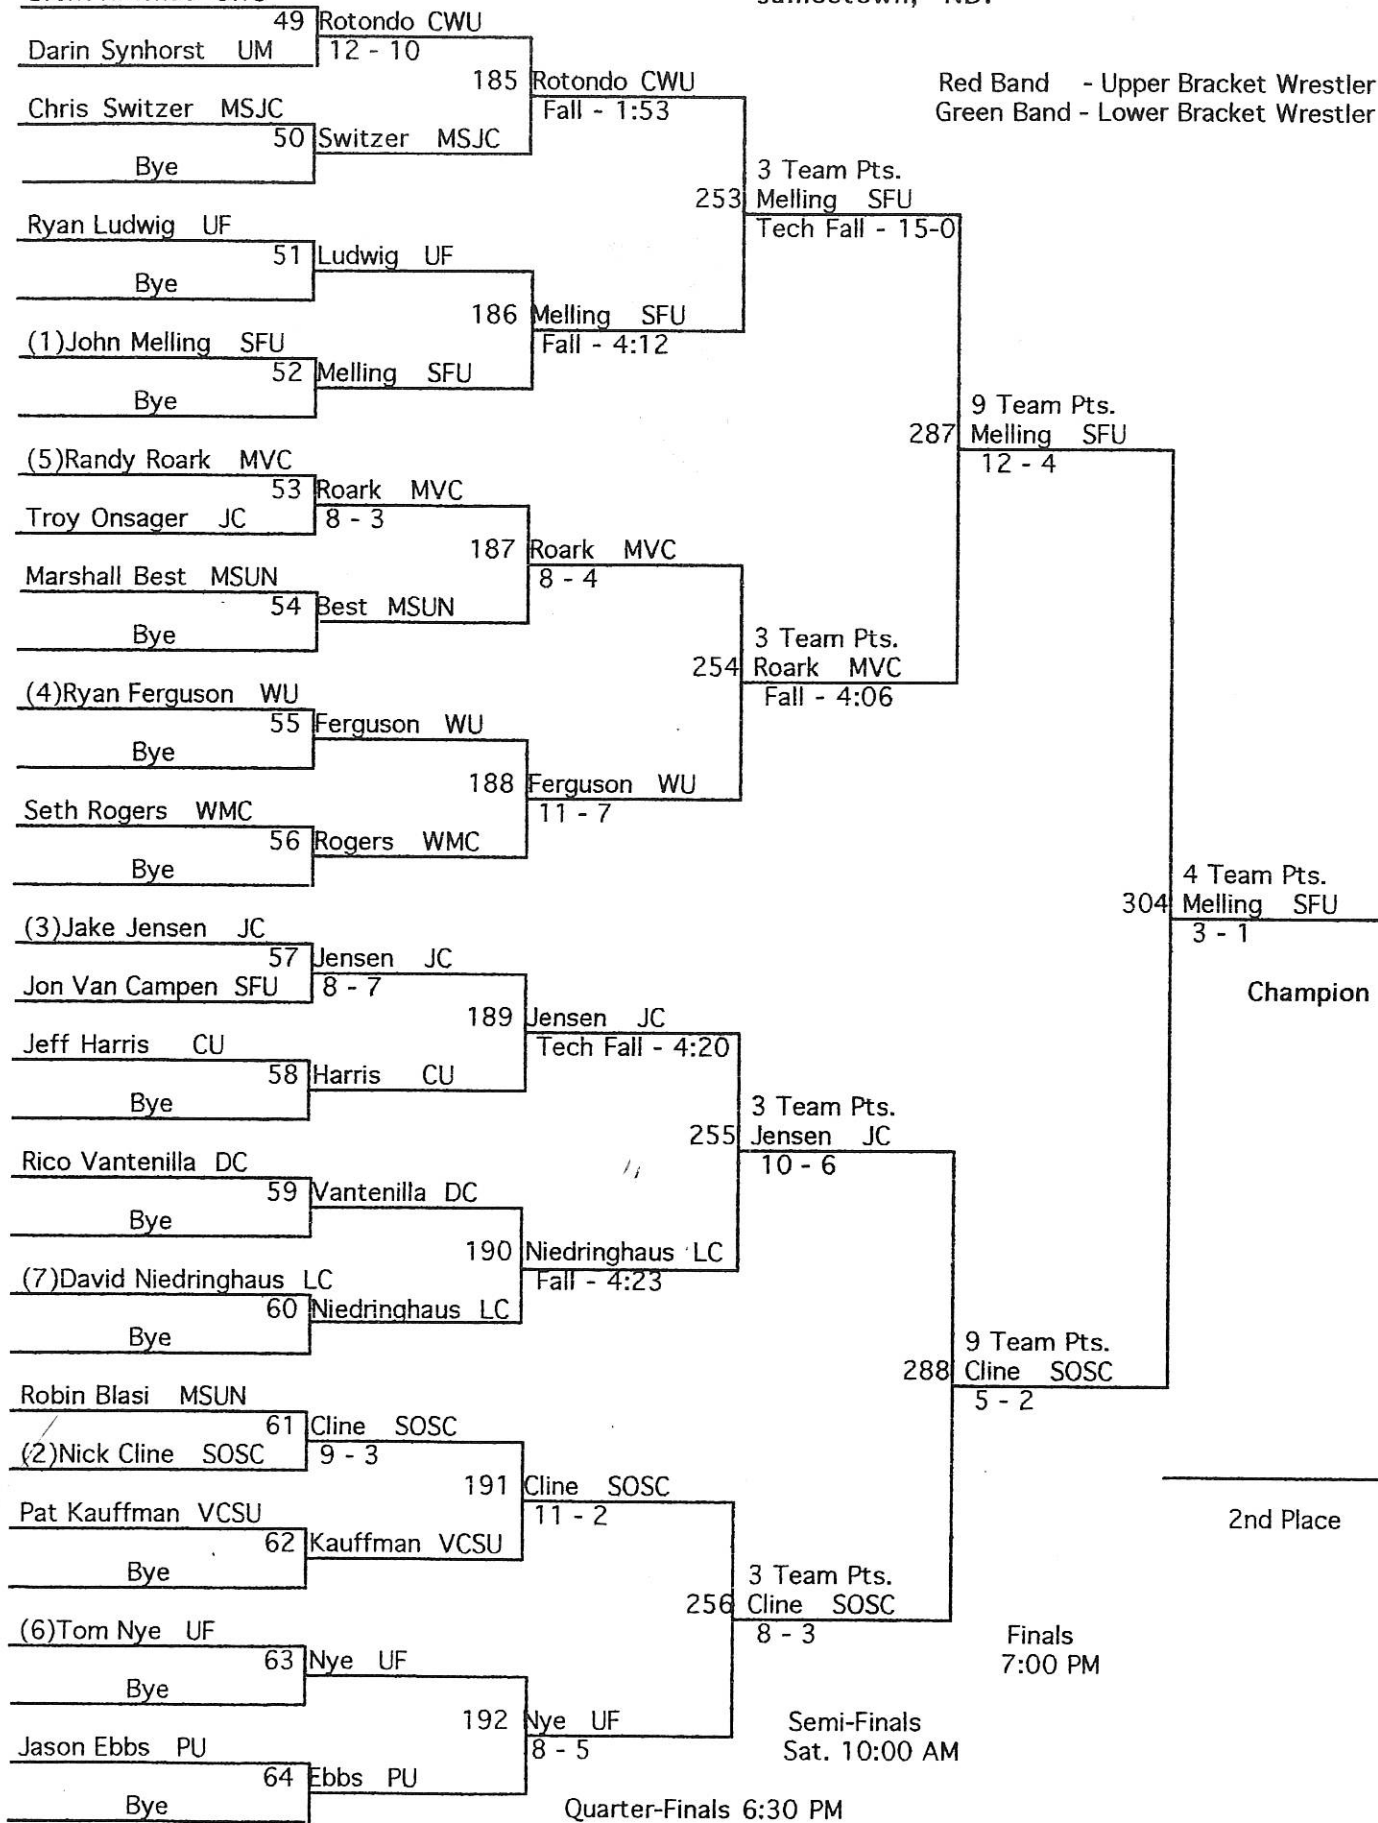 49 Rotondo CWU
Darin Synhorst UM 12 - 10
185 Rotondo CWU
Fall - 1:53
Red Band - Upper Bracket Wrestler
Green Band - Lower Bracket Wrestler
Chris Switzer MSJC
50 Switzer MSJC
Bye
3 Team Pts.
253 Melling SFU
Tech Fall - 15-0
Ryan Ludwig UF
51 Ludwig UF
Bye
186 Melling SFU
Fall - 4:12
(1)John Melling SFU
52 Melling SFU
Bye
9 Team Pts.
287 Melling SFU
12 - 4
(5)Randy Roark MVC
53 Roark MVC
Troy Onsager JC 8 - 3
187 Roark MVC
8 - 4
Marshall Best MSUN
54 Best MSUN
Bye
3 Team Pts.
254 Roark MVC
Fall - 4:06
(4)Ryan Ferguson WU
55 Ferguson WU
Bye
188 Ferguson WU
11 - 7
Seth Rogers WMC
56 Rogers WMC
Bye
4 Team Pts.
304 Melling SFU
3 - 1
Champion
(3)Jake Jensen JC
57 Jensen JC
Jon Van Campen SFU 8 - 7
189 Jensen JC
Tech Fall - 4:20
Jeff Harris CU
58 Harris CU
Bye
3 Team Pts.
255 Jensen JC
10 - 6
Rico Vantenilla DC
59 Vantenilla DC
Bye
190 Niedringhaus LC
Fall - 4:23
(7)David Niedringhaus LC
60 Niedringhaus LC
Bye
9 Team Pts.
288 Cline SOSC
5 - 2
Robin Blasi MSUN
61 Cline SOSC
(2)Nick Cline SOSC 9 - 3
191 Cline SOSC
11 - 2
Pat Kauffman VCSU
62 Kauffman VCSU
Bye
2nd Place
3 Team Pts.
256 Cline SOSC
8 - 3
(6)Tom Nye UF
63 Nye UF
Bye
Finals
7:00 PM
192 Nye UF
8 - 5
Semi-Finals
Sat. 10:00 AM
Jason Ebbs PU
64 Ebbs PU
Bye
Quarter-Finals 6:30 PM